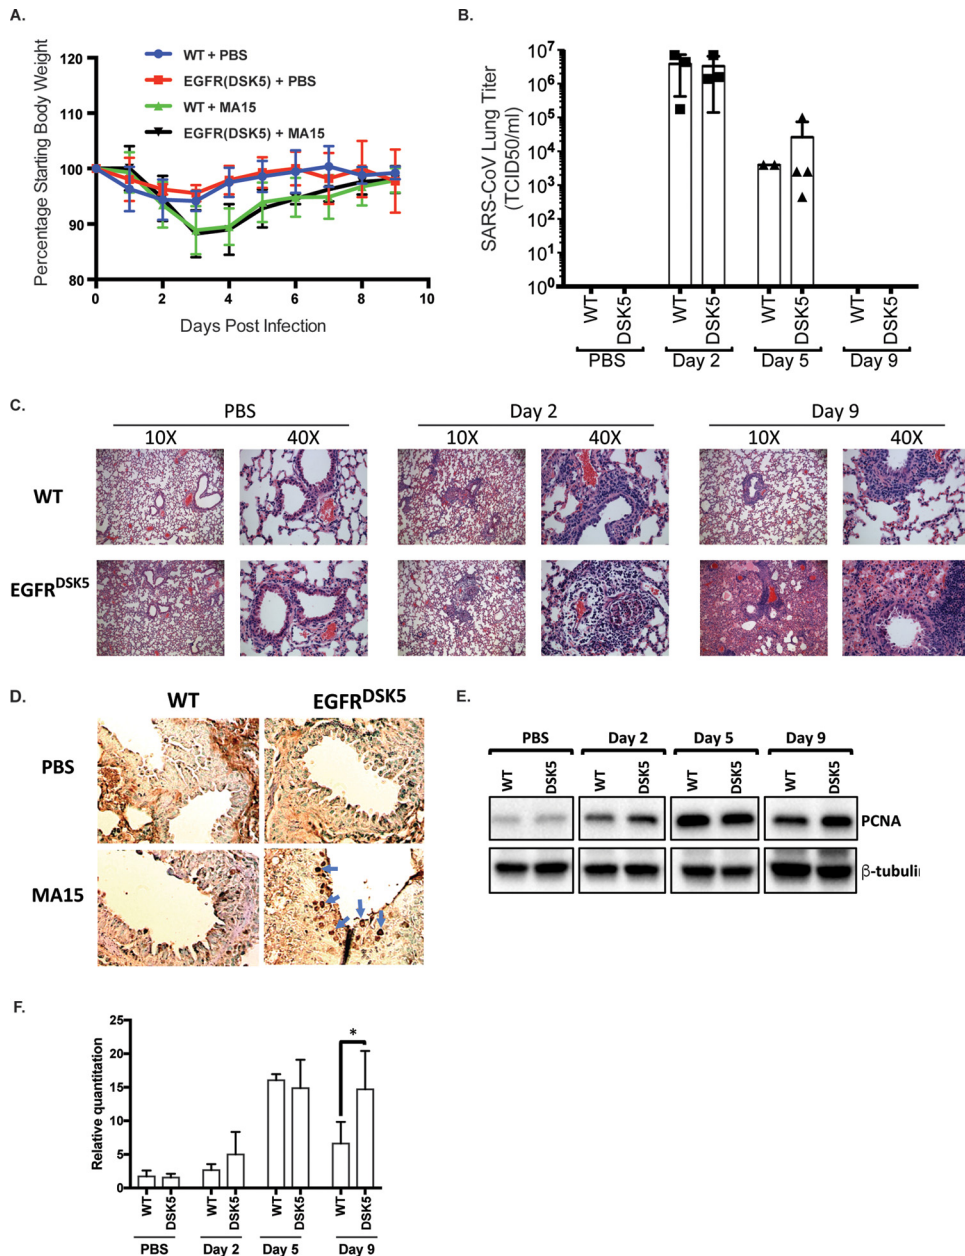 A.
120
110
100
90
80
Percentage Starting Body Weight
0 2 4 6 8 10
Days Post Infection
WT + PBS
EGFR(DSK5) + PBS
WT + MA15
EGFR(DSK5) + MA15
B.
SARS-CoV Lung Titer
(TCID50/ml)
10⁷
10⁶
10⁵
10⁴
10³
10²
10¹
10⁰
WT DSK5 WT DSK5 WT DSK5 WT DSK5
PBS Day 2 Day 5 Day 9
C.
PBS Day 2 Day 9
10X 40X 10X 40X 10X 40X
WT
EGFR^DSK5
D.
WT EGFR^DSK5
PBS
MA15
E.
PBS Day 2 Day 5 Day 9
WT DSK5 WT DSK5 WT DSK5 WT DSK5
PCNA
β-tubuli
F.
Relative quantitation
25
20
15
10
5
0
*
WT DSK5 WT DSK5 WT DSK5 WT DSK5
PBS Day 2 Day 5 Day 9